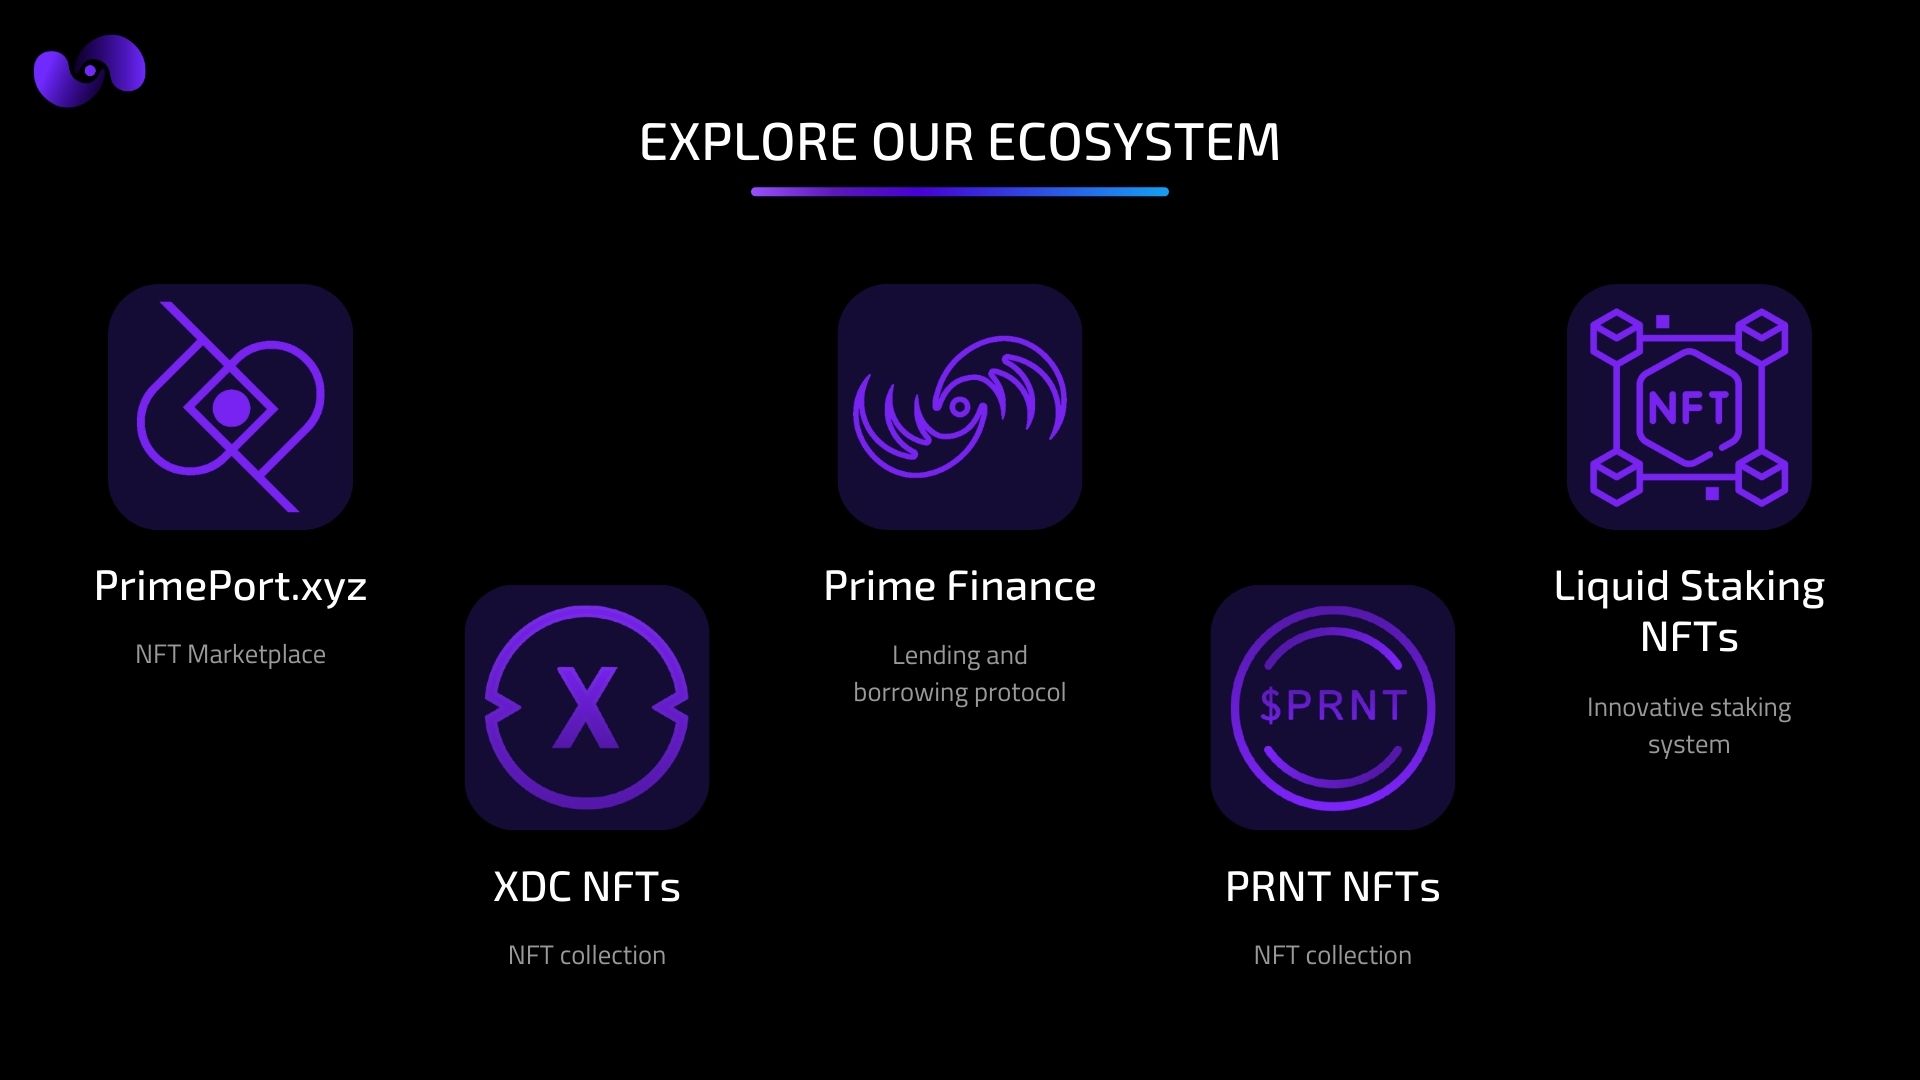 EXPLORE OUR ECOSYSTEM
PrimePort.xyz
NFT Marketplace
X
XDC NFTs
NFT collection
Prime Finance
Lending and
borrowing protocol
$PRNT
PRNT NFTs
NFT collection
NFT
Liquid Staking
NFTs
Innovative staking
system